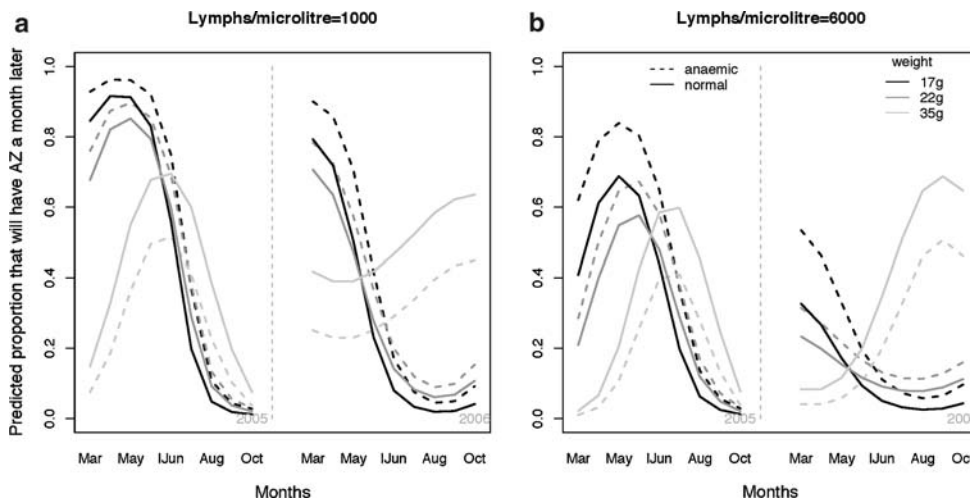 a Lymphs/microlitre=1000
Predicted proportion that will have AZ a month later
1.0
0.8
0.6
0.4
0.2
0.0
2005
2006
Mar May lJun Aug Oct Mar May lJun Aug Oct
Months
b Lymphs/microlitre=6000
1.0
0.8
0.6
0.4
0.2
0.0
anaemic
normal
weight
17g
22g
35g
2005
200
Mar May lJun Aug Oct Mar May lJun Aug Oct
Months